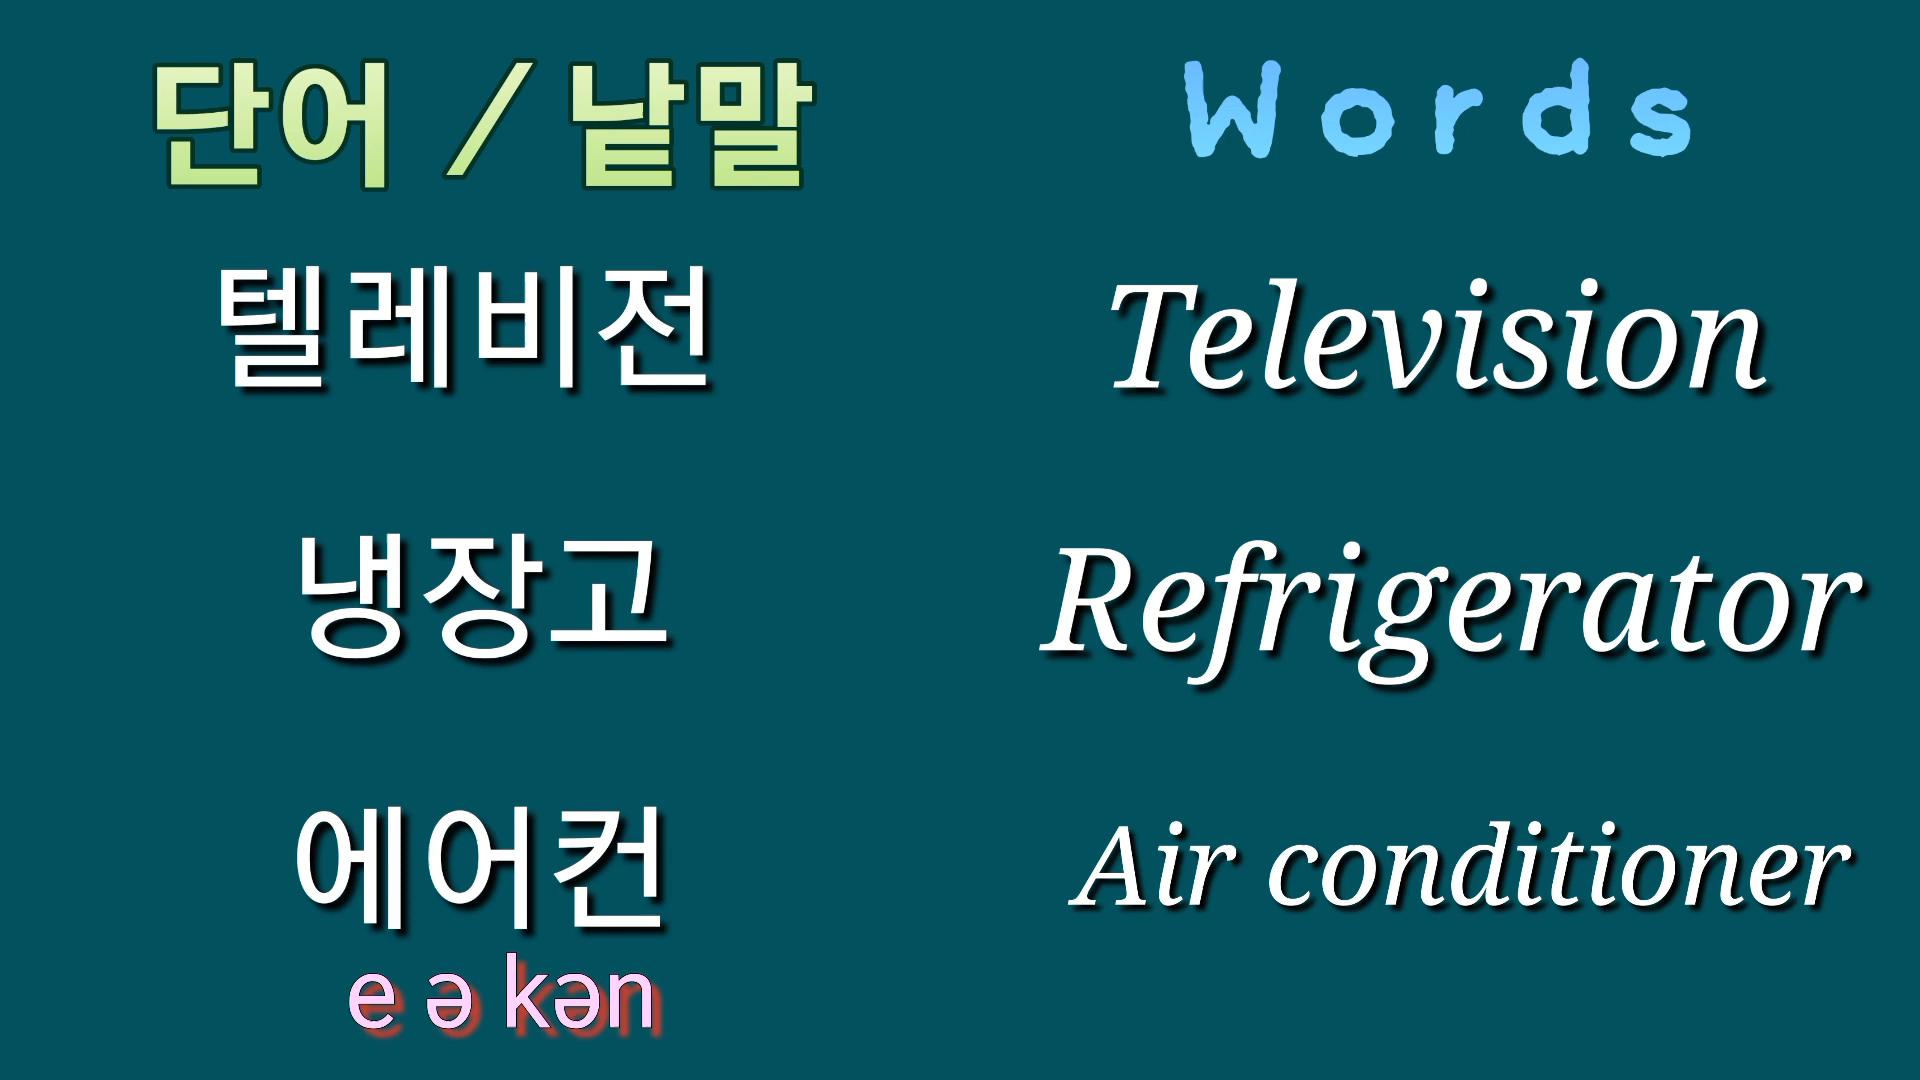 단어 / 낱말 Words
텔레비전 Television
냉장고 Refrigerator
에어컨 Air conditioner
e ə kən